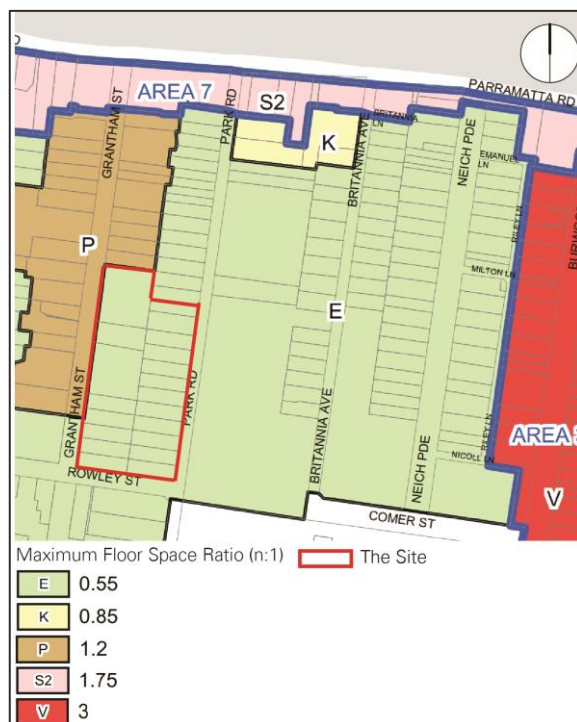 D
PARRAMATTA RD
AREA 7
S2
GRANTHAM ST
PARK RD
K
BRITANNIA
LN
BRITANNIA AVE
NEICH PDE
EMANUEL
LN
RILEY LN
P
MILTON LN
E
GRANTHAM ST
PARK RD
BRITANNIA AVE
NEICH PDE
RILEY LN
NICOLL LN
AREA
V
ROWLEY ST
COMER ST
Maximum Floor Space Ratio (n:1)
The Site
E 0.55
K 0.85
P 1.2
S2 1.75
V 3